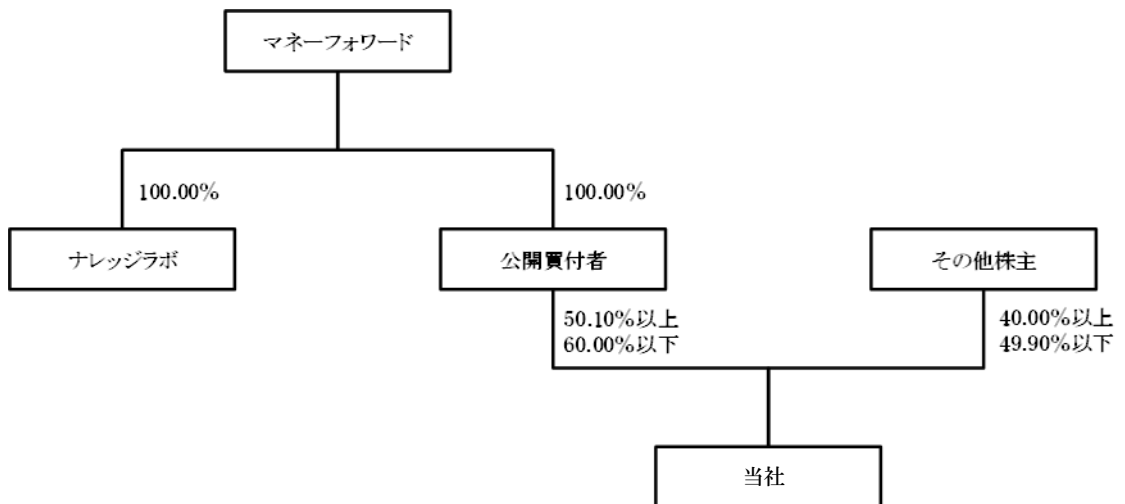 マネーフォワード
100.00%
100.00%
ナレッジラボ
公開買付者
その他株主
50.10%以上
60.00%以下
40.00%以上
49.90%以下
当社